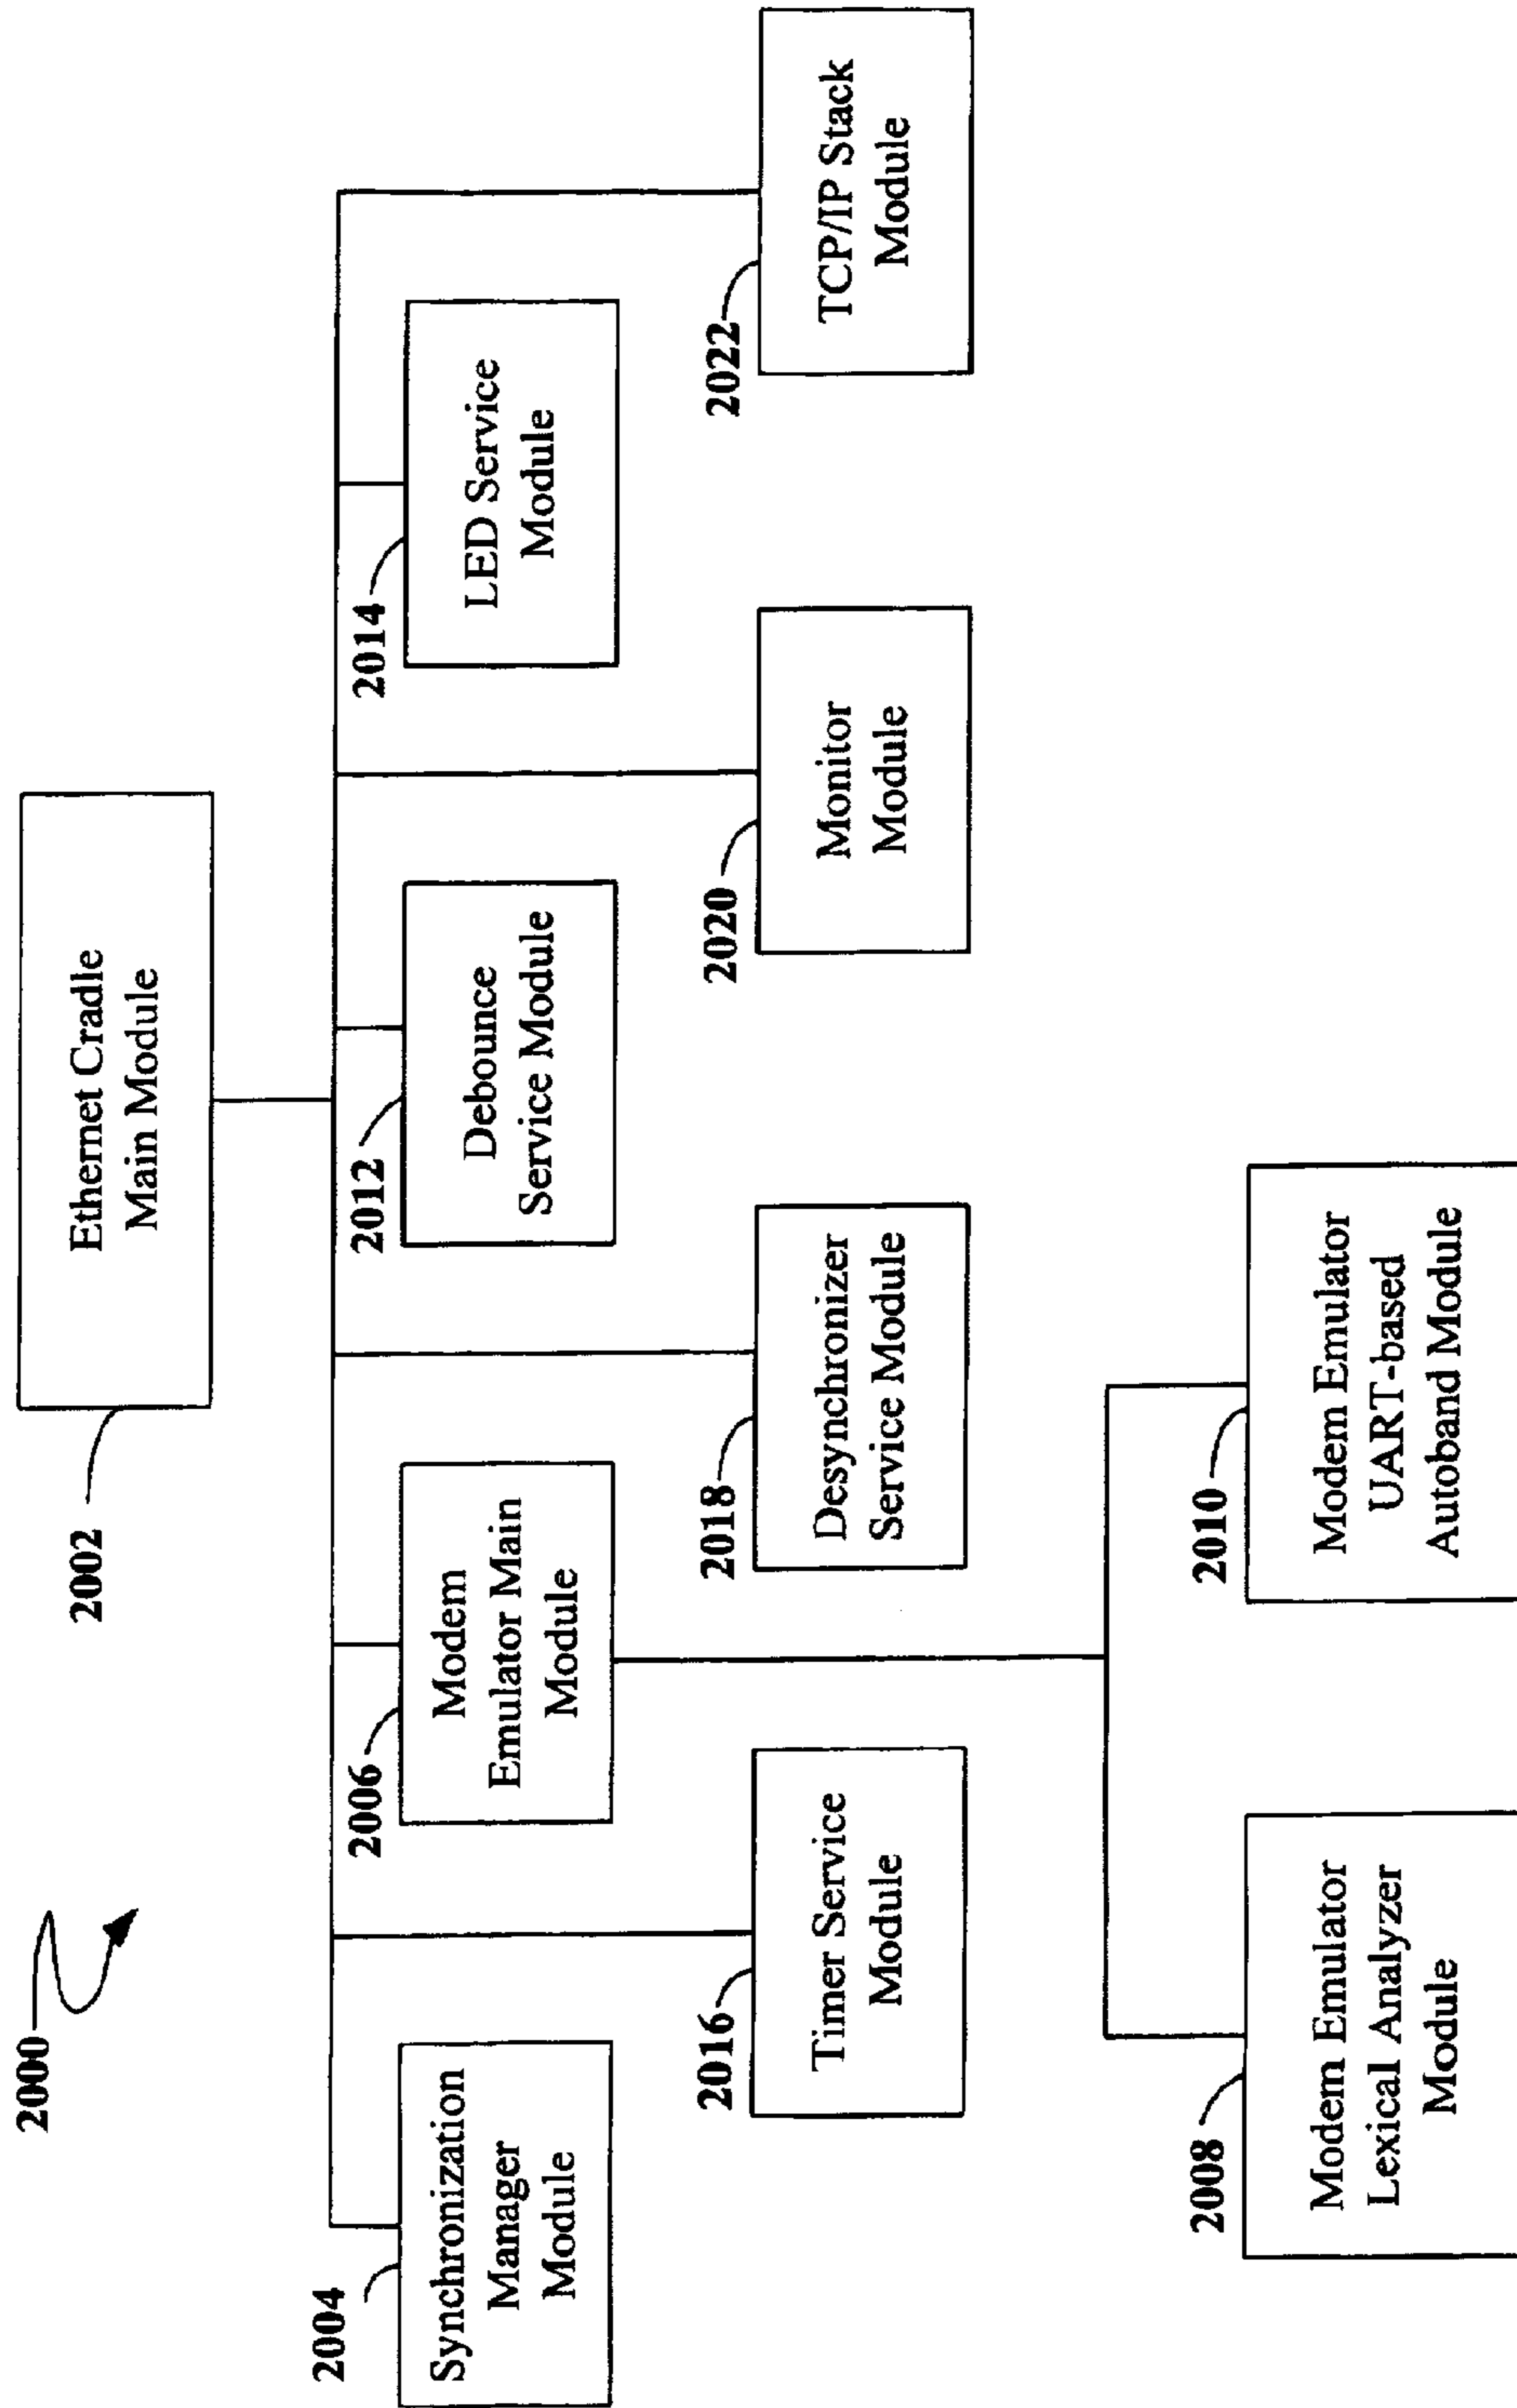 2000
2002
Ethernet Cradle
Main Module
2004
Synchronization
Manager
Module
2006
Modem
Emulator Main
Module
2012
Debounce
Service Module
2014
LED Service
Module
2016
Timer Service
Module
2018
Desynchronizer
Service Module
2020
Monitor
Module
2022
TCP/IP Stack
Module
2008
Modem Emulator
Lexical Analyzer
Module
2010
Modem Emulator
UART-based
Autoband Module